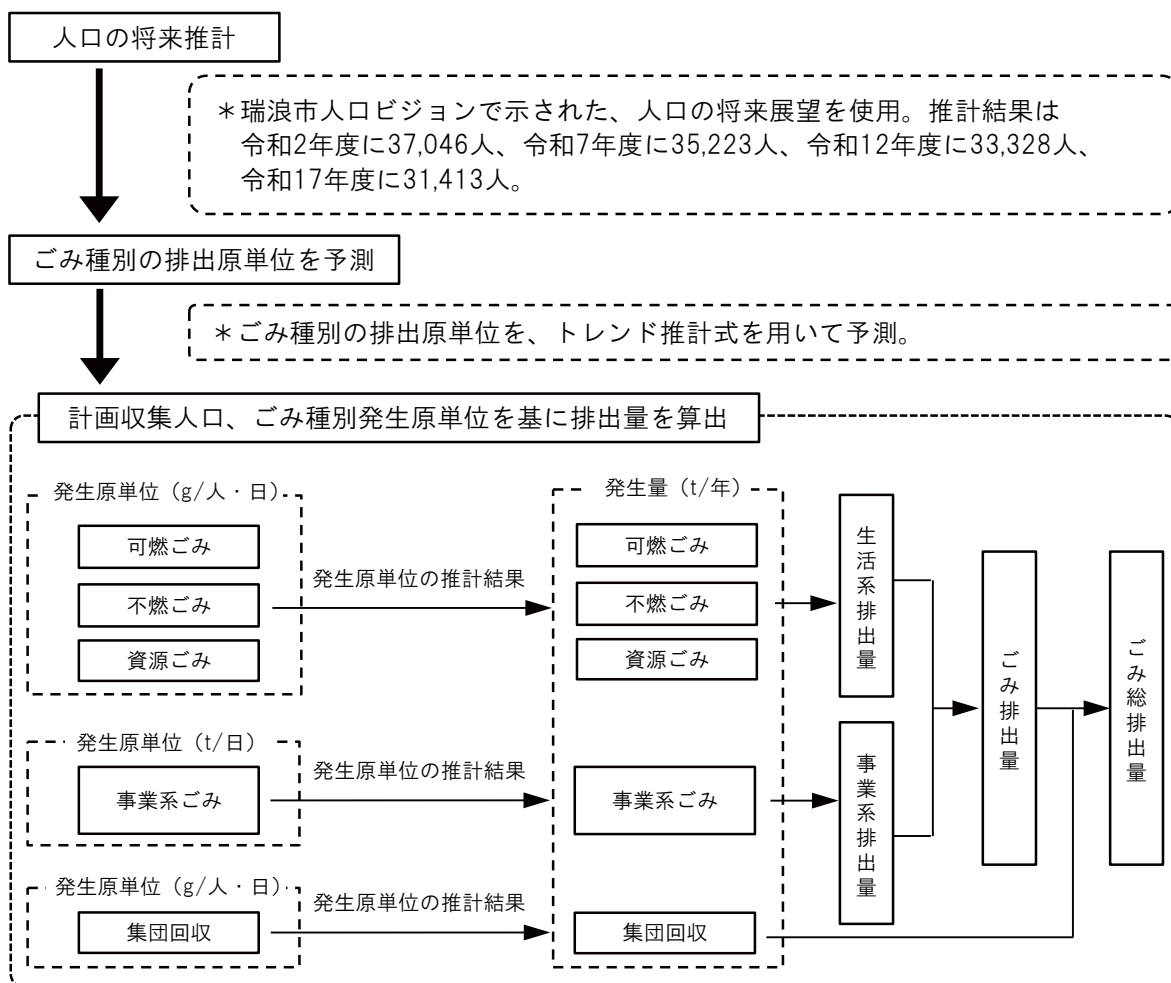 人口の将来推計
＊瑞浪市人口ビジョンで示された、人口の将来展望を使用。推計結果は
令和2年度に37,046人、令和7年度に35,223人、令和12年度に33,328人、
令和17年度に31,413人。
ごみ種別の排出原単位を予測
＊ごみ種別の排出原単位を、トレンド推計式を用いて予測。
計画収集人口、ごみ種別発生原単位を基に排出量を算出
発生原単位（g/人・日）
可燃ごみ
不燃ごみ
資源ごみ
発生原単位の推計結果
発生量（t/年）
可燃ごみ
不燃ごみ
資源ごみ
生活系排出量
発生原単位（t/日）
事業系ごみ
発生原単位の推計結果
事業系ごみ
事業系排出量
ごみ排出量
ごみ総排出量
発生原単位（g/人・日）
集団回収
発生原単位の推計結果
集団回収